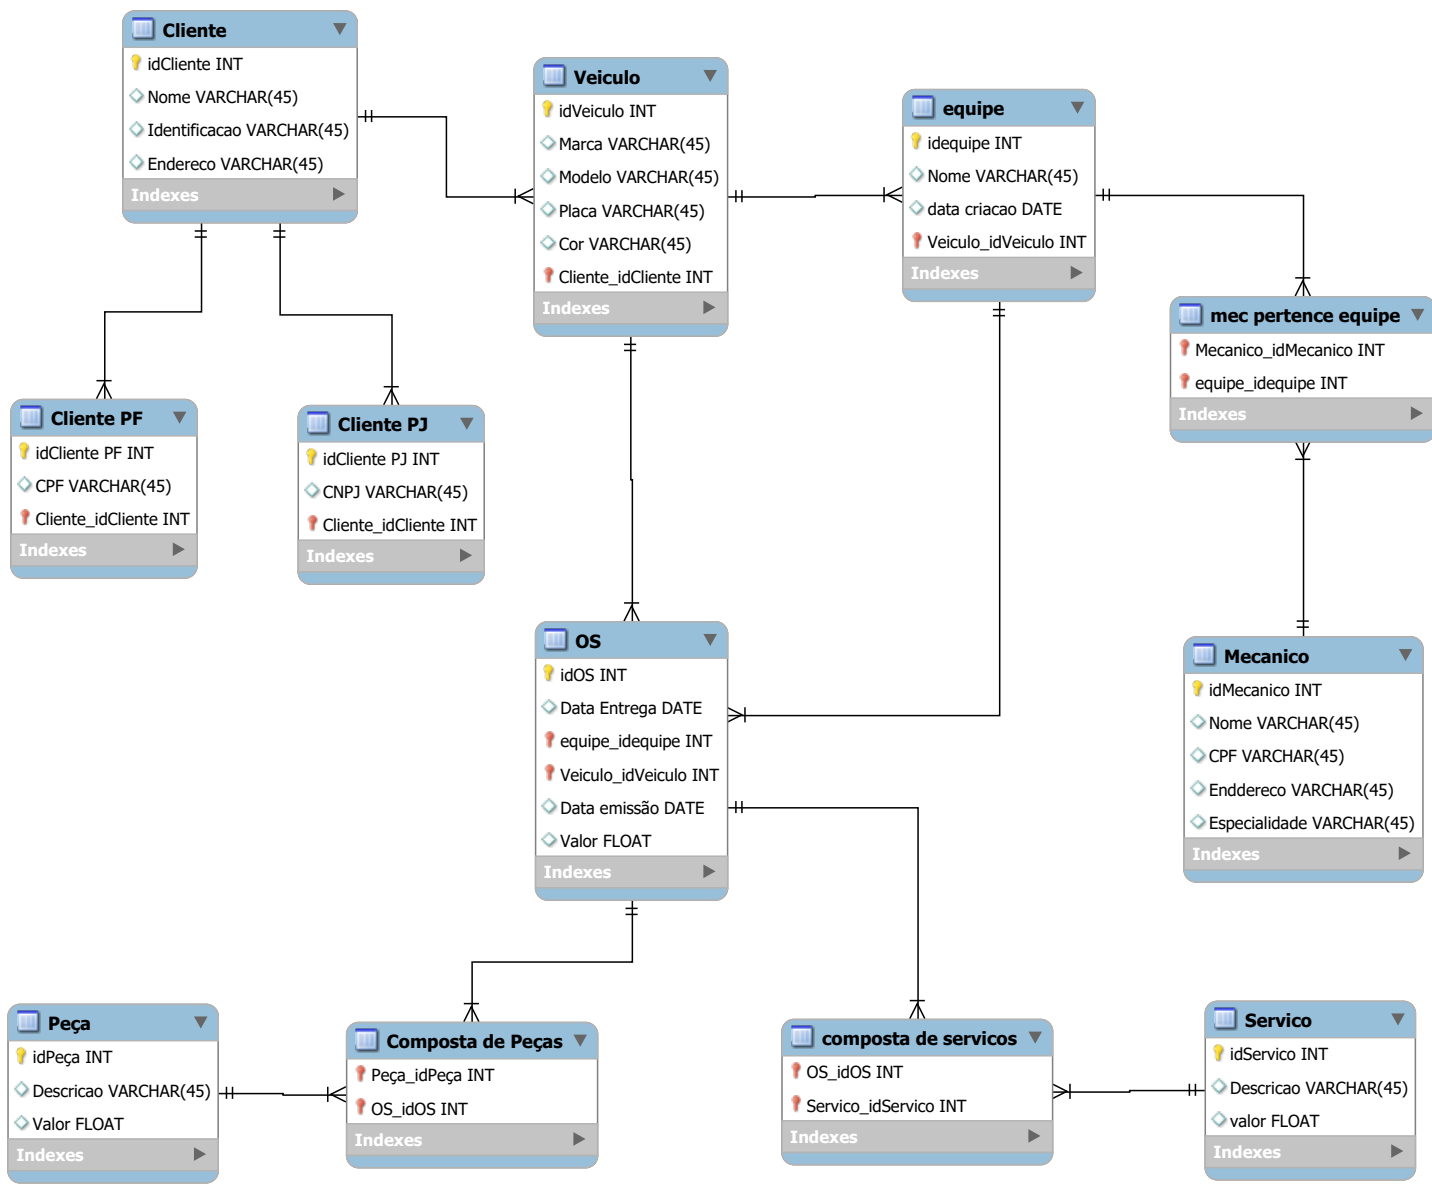 Cliente
idCliente INT
Nome VARCHAR(45)
Identificacao VARCHAR(45)
Endereco VARCHAR(45)
Indexes
Veiculo
idVeiculo INT
Marca VARCHAR(45)
Modelo VARCHAR(45)
Placa VARCHAR(45)
Cor VARCHAR(45)
Cliente_idCliente INT
Indexes
equipe
idequipe INT
Nome VARCHAR(45)
data criacao DATE
Veiculo_idVeiculo INT
Indexes
mec pertence equipe
Mecanico_idMecanico INT
equipe_idequipe INT
Indexes
Cliente PF
idCliente PF INT
CPF VARCHAR(45)
Cliente_idCliente INT
Indexes
Cliente PJ
idCliente PJ INT
CNPJ VARCHAR(45)
Cliente_idCliente INT
Indexes
OS
idOS INT
Data Entrega DATE
equipe_idequipe INT
Veiculo_idVeiculo INT
Data emissão DATE
Valor FLOAT
Indexes
Mecanico
idMecanico INT
Nome VARCHAR(45)
CPF VARCHAR(45)
Enddereco VARCHAR(45)
Especialidade VARCHAR(45)
Indexes
Peça
idPeça INT
Descricao VARCHAR(45)
Valor FLOAT
Indexes
Composta de Peças
Peça_idPeça INT
OS_idOS INT
Indexes
composta de servicos
OS_idOS INT
Servico_idServico INT
Indexes
Servico
idServico INT
Descricao VARCHAR(45)
valor FLOAT
Indexes